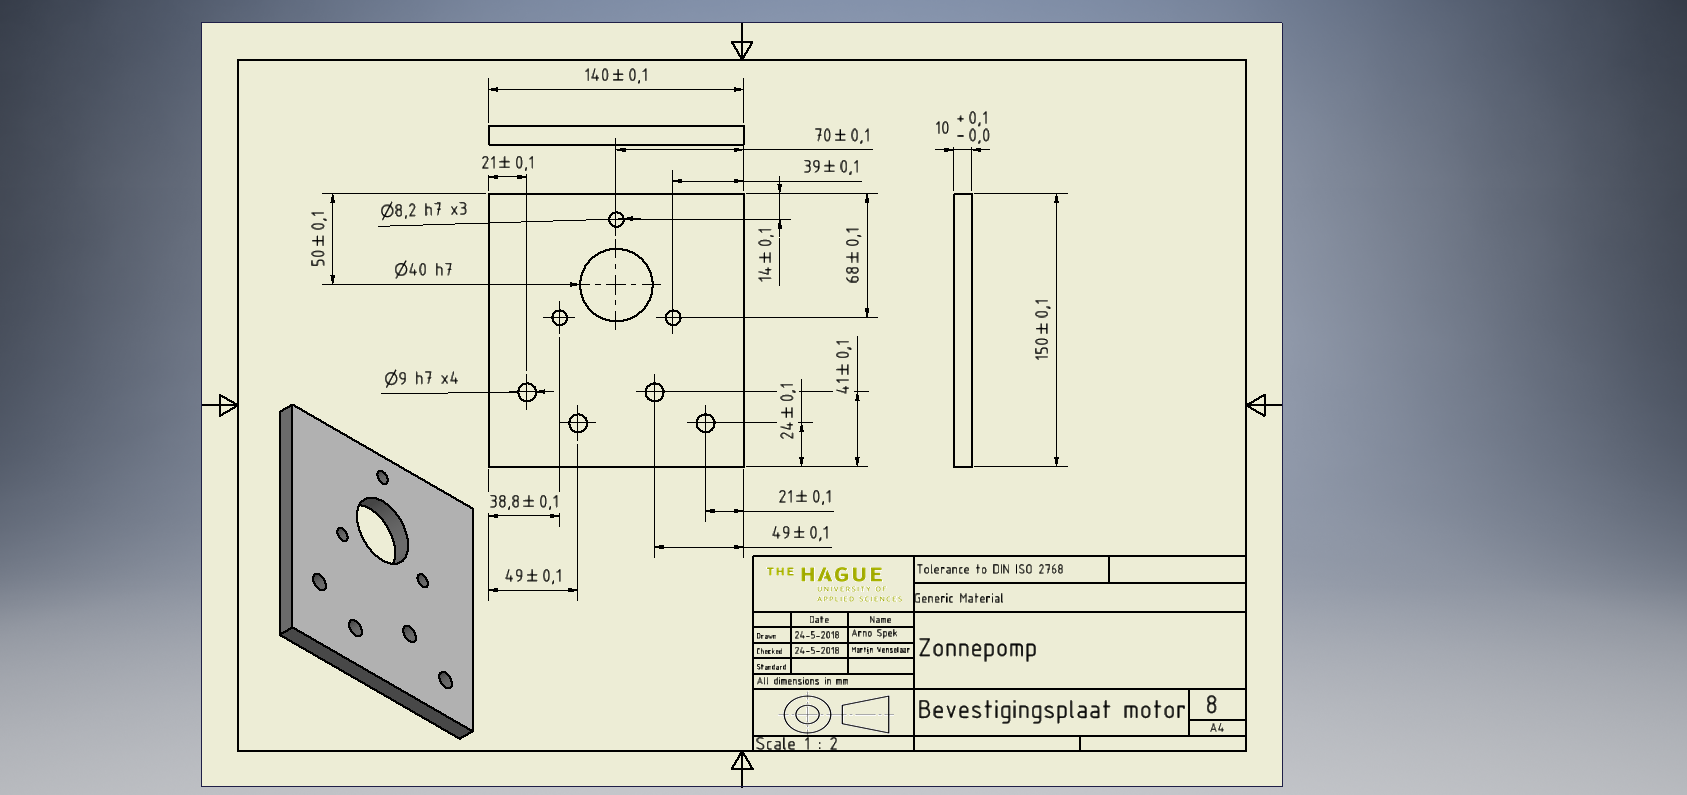 140±0,1
70±0,1
39±0,1
21±0,1
10 +0,1 -0,0
Ø8,2 h7 x3
50±0,1
Ø40 h7
14±0,1
68±0,1
150±0,1
Ø9 h7 x4
41±0,1
24±0,1
38,8±0,1
21±0,1
49±0,1
49±0,1
THE HAGUE
UNIVERSITY OF
APPLIED SCIENCES
Tolerance to DIN ISO 2768
Generic Material
Date Name
Drawn 24-5-2018 Arno Spek
Checked 24-5-2018 Martijn Venselaar
Standard
All dimensions in mm
Zonnepomp
Bevestigingsplaat motor
8
A4
Scale 1 : 2